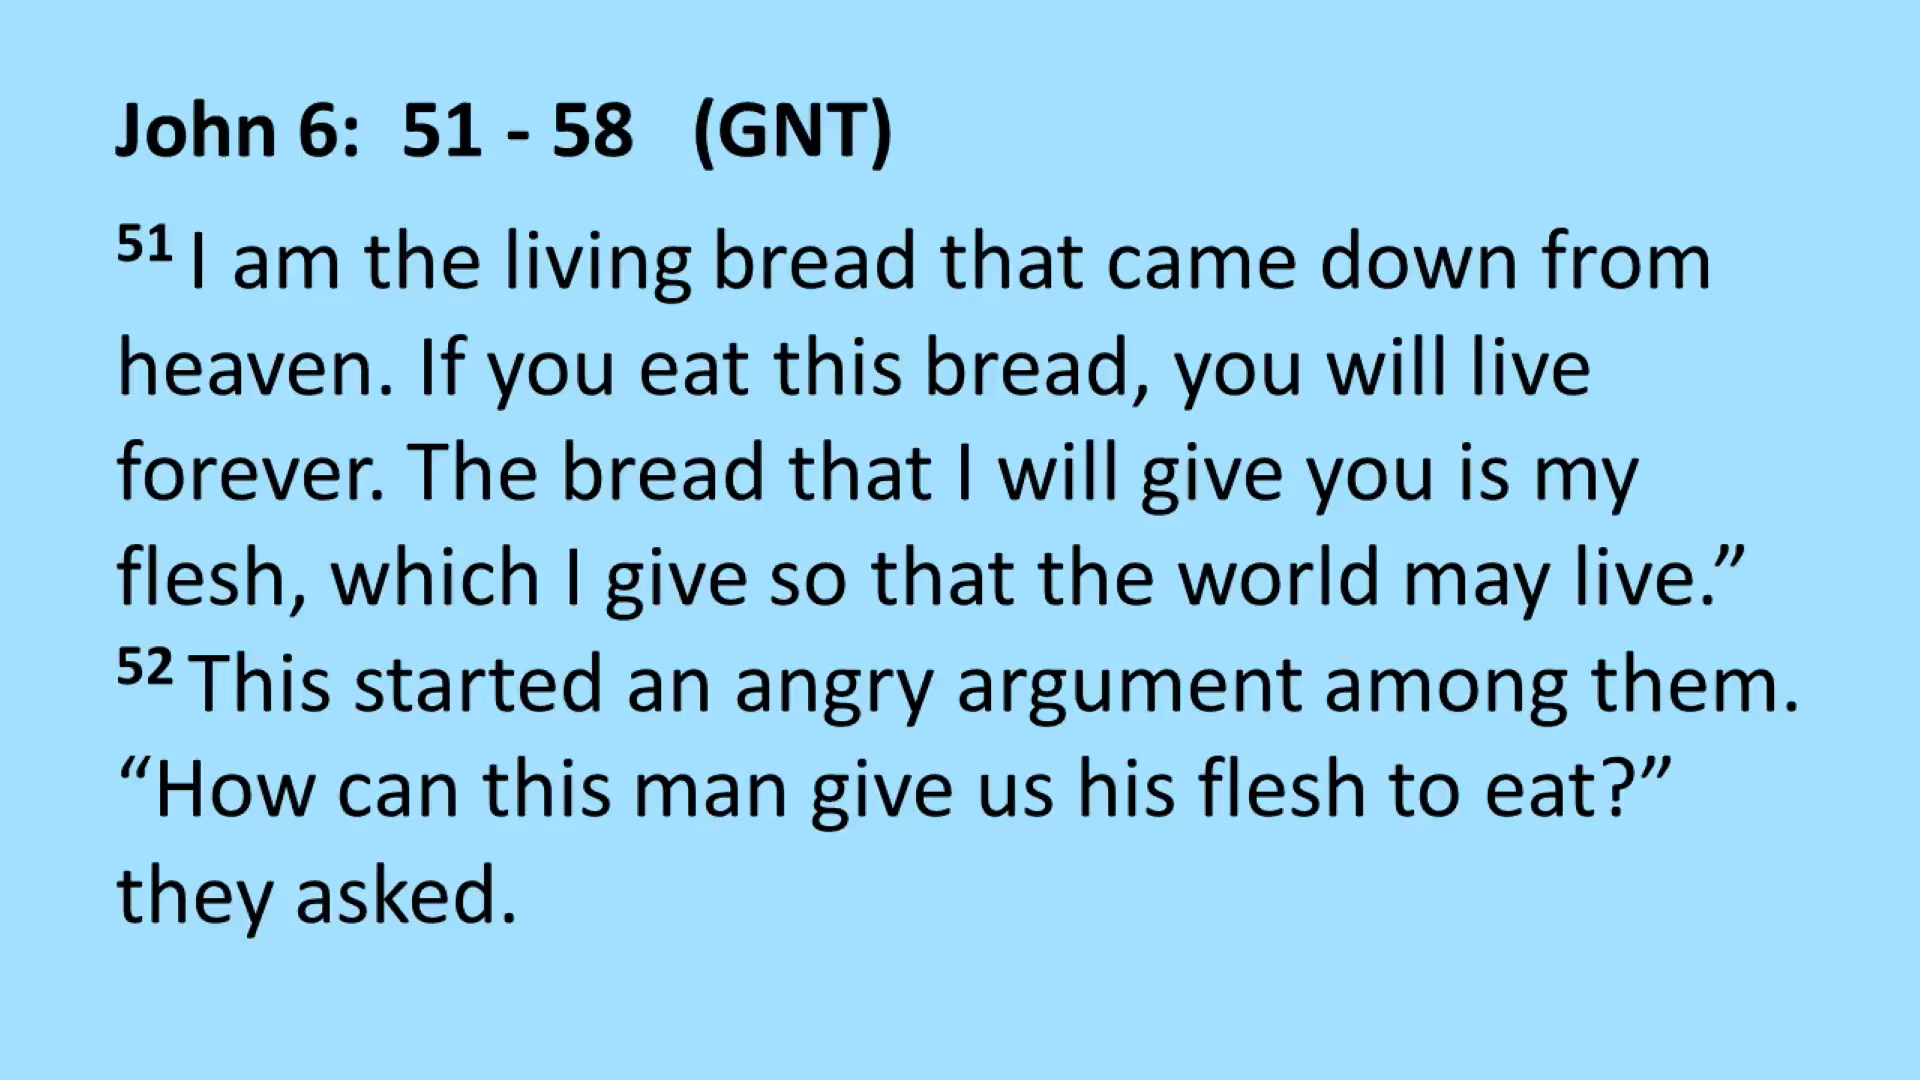 John 6:  51 - 58   (GNT)
51 I am the living bread that came down from
heaven. If you eat this bread, you will live
forever. The bread that I will give you is my
flesh, which I give so that the world may live.”
52 This started an angry argument among them.
“How can this man give us his flesh to eat?”
they asked.